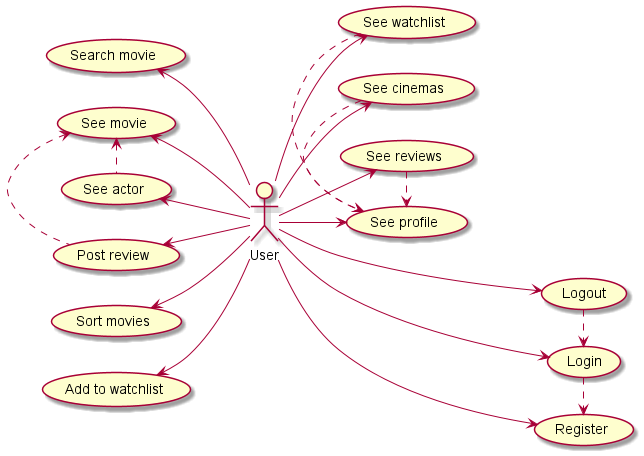 See watchlist
Search movie
See cinemas
See movie
See reviews
See actor
See profile
Post review
User
Logout
Sort movies
Login
Add to watchlist
Register